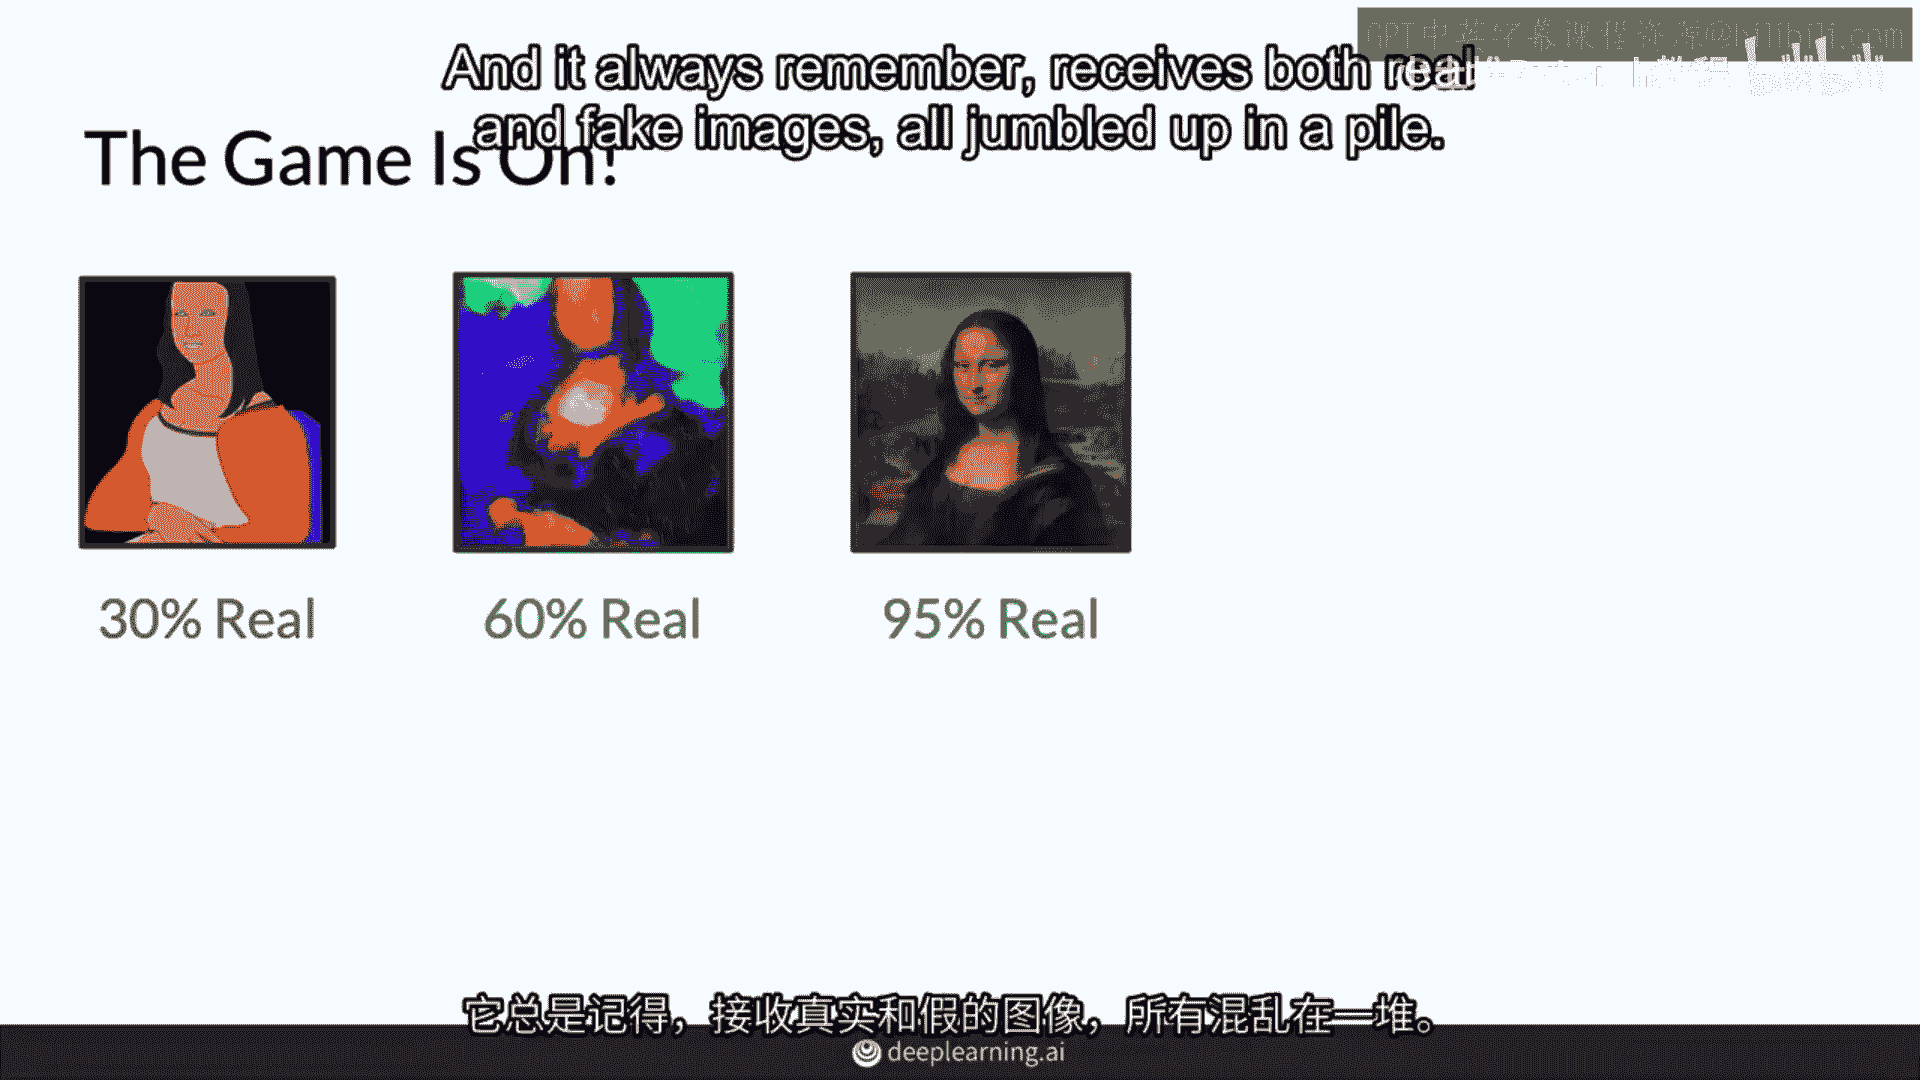 And it always remember, receives both real
and fake images, all jumbled up in a pile.
The Game Is On!
30% Real
60% Real
95% Real
它总是记得，接收真实和假的图像，所有混乱在一堆。
deeplearning.ai